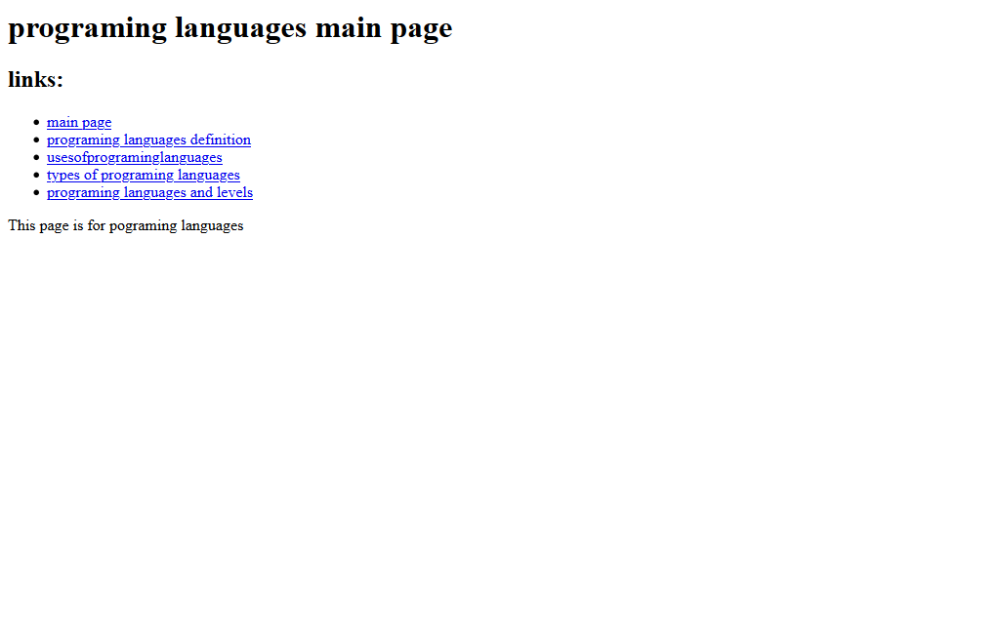 programing languages main page
links:
main page
programing languages definition
usesofprograminglanguages
types of programing languages
programing languages and levels
This page is for pograming languages